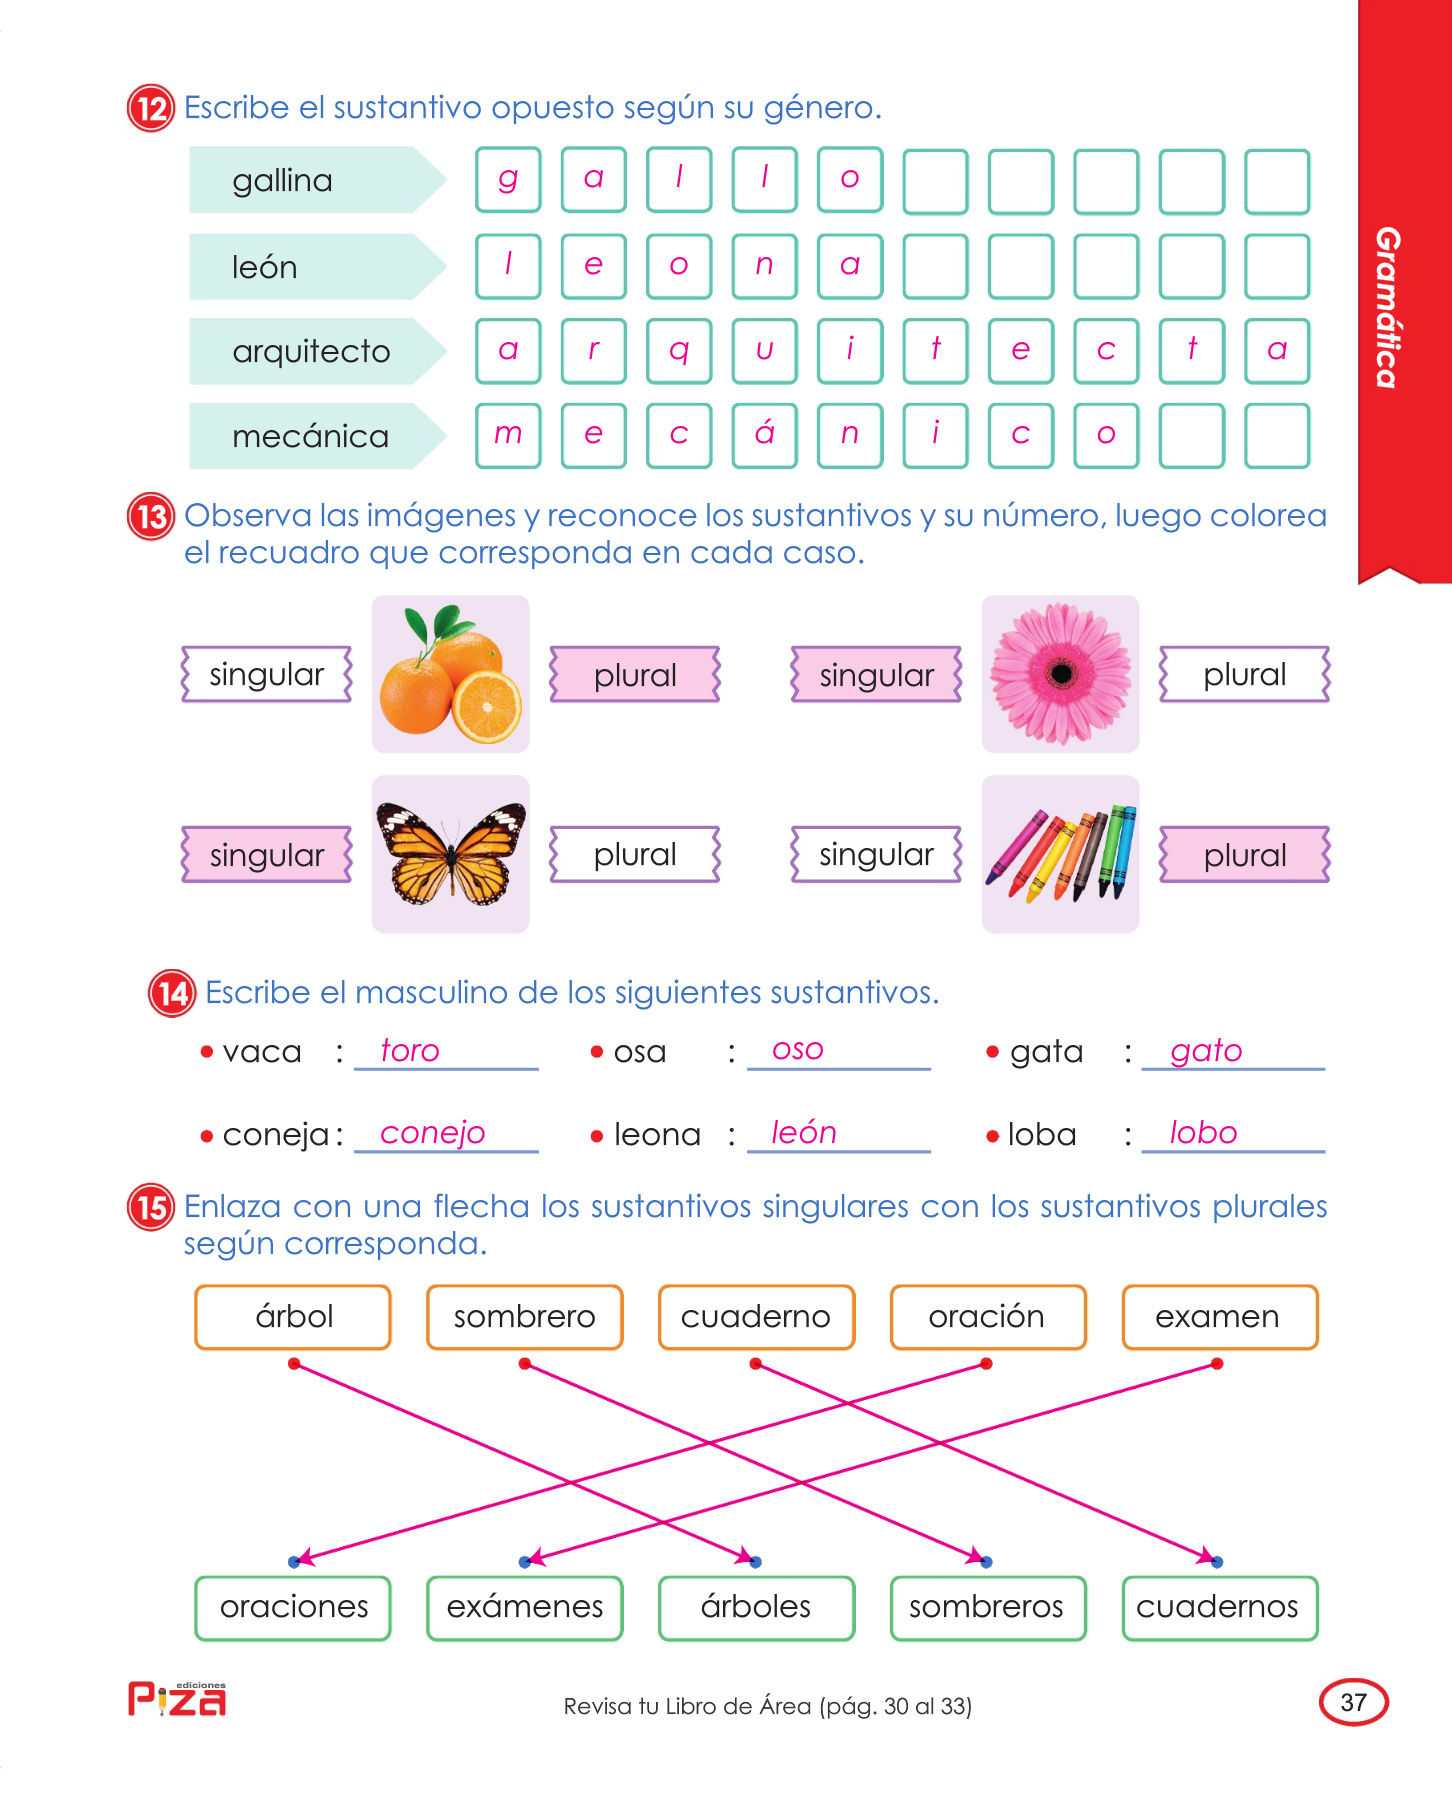 12 Escribe el sustantivo opuesto según su género.
gallina g a l l o
león l e o n a
arquitecto a r q u i t e c t a
mecánica m e c á n i c o
Gramática
13 Observa las imágenes y reconoce los sustantivos y su número, luego colorea
el recuadro que corresponda en cada caso.
singular plural singular plural
singular plural singular plural
14 Escribe el masculino de los siguientes sustantivos.
• vaca : toro • osa : oso • gata : gato
• coneja : conejo • leona : león • loba : lobo
15 Enlaza con una flecha los sustantivos singulares con los sustantivos plurales
según corresponda.
árbol sombrero cuaderno oración examen
oraciones exámenes árboles sombreros cuadernos
ediciones
Piza
Revisa tu Libro de Área (pág. 30 al 33)
37